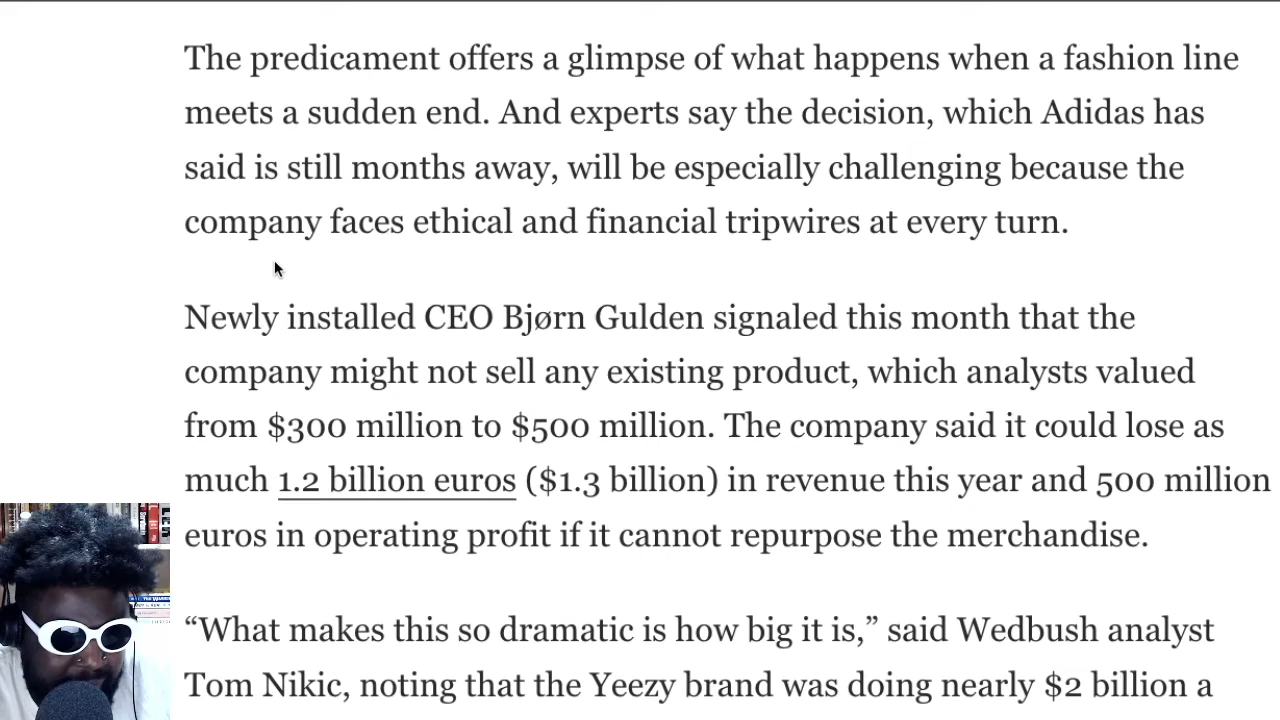 The predicament offers a glimpse of what happens when a fashion line
meets a sudden end. And experts say the decision, which Adidas has
said is still months away, will be especially challenging because the
company faces ethical and financial tripwires at every turn.
Newly installed CEO Bjørn Gulden signaled this month that the
company might not sell any existing product, which analysts valued
from $300 million to $500 million. The company said it could lose as
much 1.2 billion euros ($1.3 billion) in revenue this year and 500 million
euros in operating profit if it cannot repurpose the merchandise.
“What makes this so dramatic is how big it is,” said Wedbush analyst
Tom Nikic, noting that the Yeezy brand was doing nearly $2 billion a